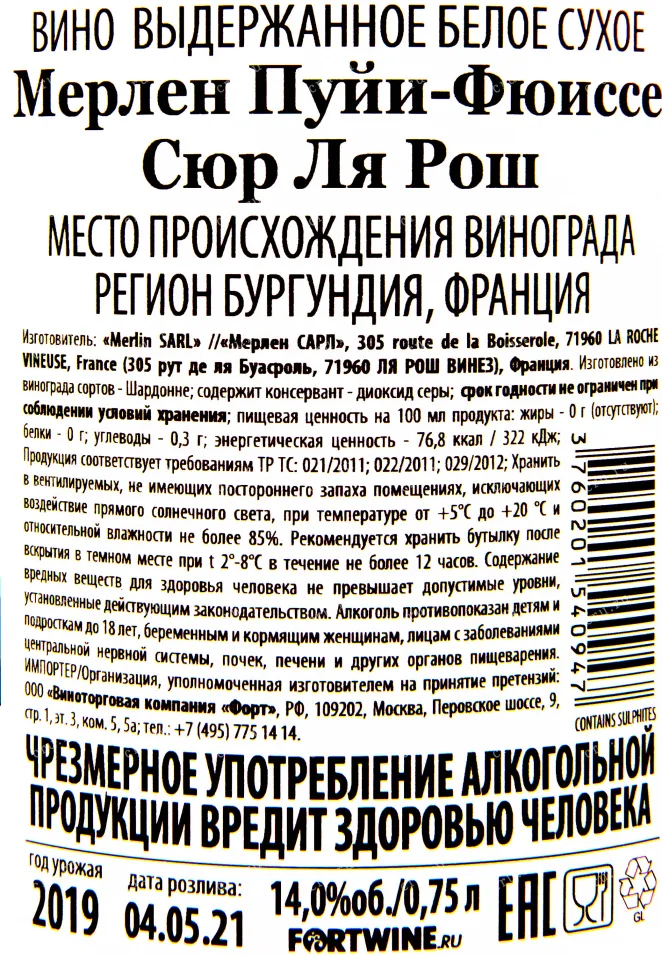 ВИНО ВЫДЕРЖАННОЕ БЕЛОЕ СУХОЕ
Мерлен Пуйи-Фюиссе
Сюр Ля Рош
МЕСТО ПРОИСХОЖДЕНИЯ ВИНОГРАДА
РЕГИОН БУРГУНДИЯ, ФРАНЦИЯ
Изготовитель: «Merlin SARL» //«Мерлен САРЛ», 305 route de la Boisserole, 71960 LA ROCHE
VINEUSE, France (305 рут де ля Буасроль, 71960 ЛЯ РОШ ВИНЕЗ), Франция. Изготовлено из
винограда сортов - Шардонне; содержит консервант - диоксид серы; срок годности не ограничен при
соблюдении условий хранения; пищевая ценность на 100 мл продукта: жиры - 0 г (отсутствуют);
белки - 0 г; углеводы - 0,3 г; энергетическая ценность - 76,8 ккал / 322 кДж;
Продукция соответствует требованиям ТР ТС: 021/2011; 022/2011; 029/2012; Хранить
в вентилируемых, не имеющих постороннего запаха помещениях, исключающих
воздействие прямого солнечного света, при температуре от +5°C до +20 °C и
относительной влажности не более 85%. Рекомендуется хранить бутылку после
вскрытия в темном месте при t 2°-8°C в течение не более 12 часов. Содержание
вредных веществ для здоровья человека не превышает допустимые уровни,
установленные действующим законодательством. Алкоголь противопоказан детям и
подросткам до 18 лет, беременным и кормящим женщинам, лицам с заболеваниями
центральной нервной системы, почек, печени и других органов пищеварения.
ИМПОРТЕР/Организация, уполномоченная изготовителем на принятие претензий:
ООО «Виноторговая компания «Форт», РФ, 109202, Москва, Перовское шоссе, 9,
стр. 1, эт. 3, ком. 5, 5а; тел.: +7 (495) 775 14 14.
3 760201 540947
CONTAINS SULPHITES
ЧРЕЗМЕРНОЕ УПОТРЕБЛЕНИЕ АЛКОГОЛЬНОЙ
ПРОДУКЦИИ ВРЕДИТ ЗДОРОВЬЮ ЧЕЛОВЕКА
год урожая
2019
дата розлива:
04.05.21
14,0%об./0,75 л
FORTWINE.RU
EAC
GL